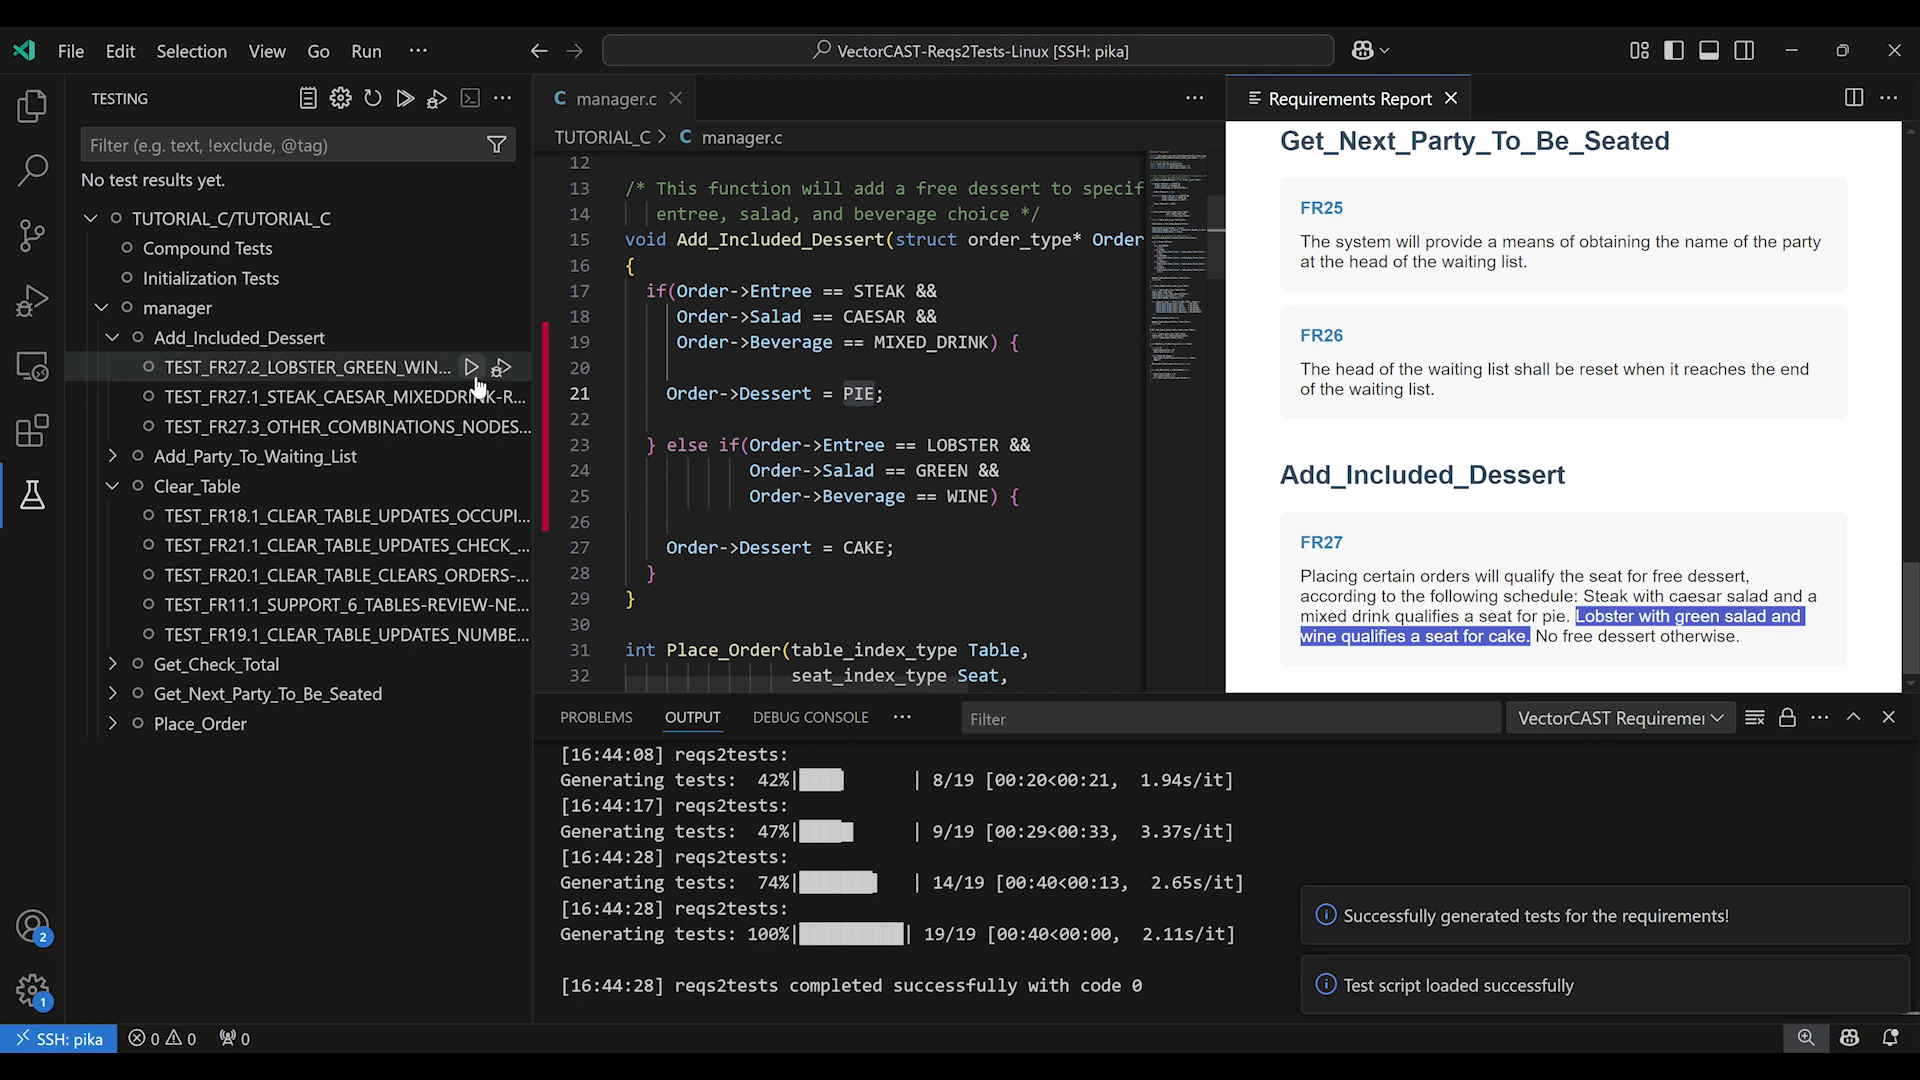 File Edit Selection View Go Run ···
VectorCAST-Reqs2Tests-Linux [SSH: pika]
TESTING
Filter (e.g. text, !exclude, @tag)
No test results yet.
TUTORIAL_C/TUTORIAL_C
Compound Tests
Initialization Tests
manager
Add_Included_Dessert
TEST_FR27.2_LOBSTER_GREEN_WIN...
TEST_FR27.1_STEAK_CAESAR_MIXEDDRINK-R...
TEST_FR27.3_OTHER_COMBINATIONS_NODES...
Add_Party_To_Waiting_List
Clear_Table
TEST_FR18.1_CLEAR_TABLE_UPDATES_OCCUPI...
TEST_FR21.1_CLEAR_TABLE_UPDATES_CHECK_...
TEST_FR20.1_CLEAR_TABLE_CLEARS_ORDERS-...
TEST_FR11.1_SUPPORT_6_TABLES-REVIEW-NE...
TEST_FR19.1_CLEAR_TABLE_UPDATES_NUMBE...
Get_Check_Total
Get_Next_Party_To_Be_Seated
Place_Order
2
1
C manager.c
TUTORIAL_C > C manager.c
12
13 /* This function will add a free dessert to specif
14 entree, salad, and beverage choice */
15 void Add_Included_Dessert(struct order_type* Order
16 {
17 if(Order->Entree == STEAK &&
18 Order->Salad == CAESAR &&
19 Order->Beverage == MIXED_DRINK) {
20
21 Order->Dessert = PIE;
22
23 } else if(Order->Entree == LOBSTER &&
24 Order->Salad == GREEN &&
25 Order->Beverage == WINE) {
26
27 Order->Dessert = CAKE;
28 }
29 }
30
31 int Place_Order(table_index_type Table,
32 seat_index_type Seat,
Requirements Report
Get_Next_Party_To_Be_Seated
FR25
The system will provide a means of obtaining the name of the party
at the head of the waiting list.
FR26
The head of the waiting list shall be reset when it reaches the end
of the waiting list.
Add_Included_Dessert
FR27
Placing certain orders will qualify the seat for free dessert,
according to the following schedule: Steak with caesar salad and a
mixed drink qualifies a seat for pie. Lobster with green salad and
wine qualifies a seat for cake. No free dessert otherwise.
PROBLEMS OUTPUT DEBUG CONSOLE ··· Filter VectorCAST Requiremer
[16:44:08] reqs2tests:
Generating tests: 42%| | 8/19 [00:20<00:21, 1.94s/it]
[16:44:17] reqs2tests:
Generating tests: 47%| | 9/19 [00:29<00:33, 3.37s/it]
[16:44:28] reqs2tests:
Generating tests: 74%| | 14/19 [00:40<00:13, 2.65s/it]
[16:44:28] reqs2tests:
Generating tests: 100%| | 19/19 [00:40<00:00, 2.11s/it]
[16:44:28] reqs2tests completed successfully with code 0
Successfully generated tests for the requirements!
Test script loaded successfully
SSH: pika 0 0 0